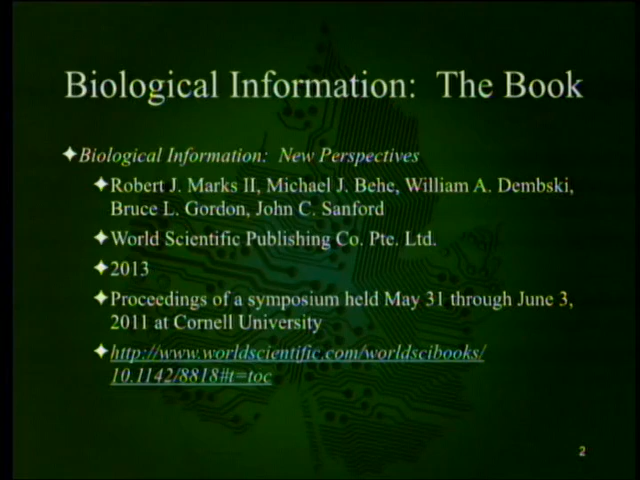 Biological Information: The Book
Biological Information: New Perspectives
Robert J. Marks II, Michael J. Behe, William A. Dembski,
Bruce L. Gordon, John C. Sanford
World Scientific Publishing Co. Pte. Ltd.
2013
Proceedings of a symposium held May 31 through June 3,
2011 at Cornell University
http://www.worldscientific.com/worldscibooks/
10.1142/8818#t=toc
2